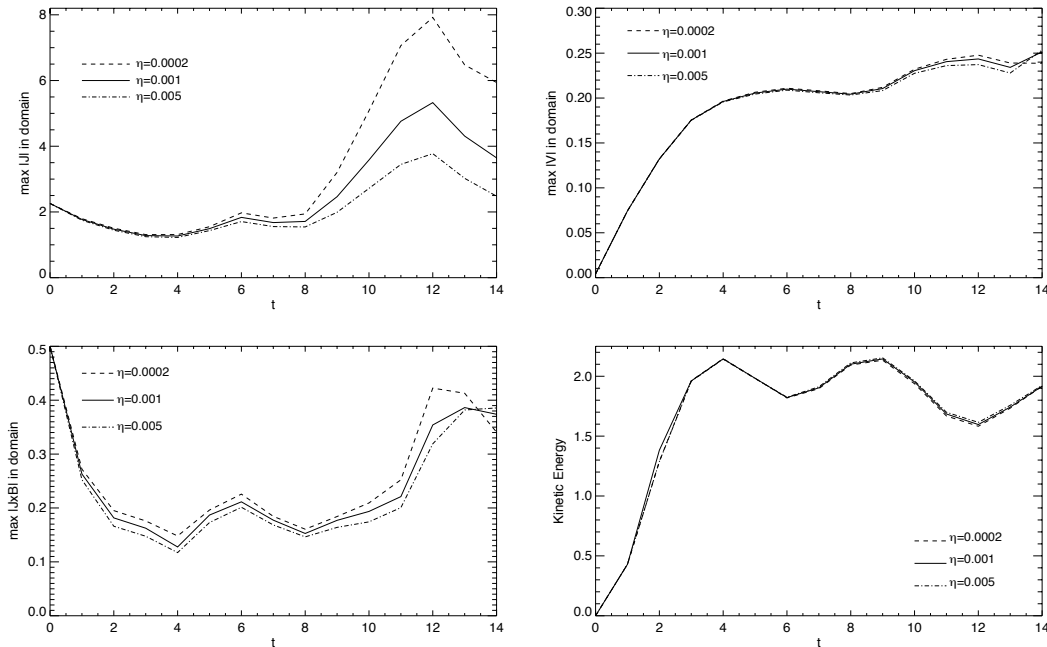 max |J| in domain
8
6
4
2
0
η=0.0002
η=0.001
η=0.005
0 2 4 6 8 10 12 14
t
max |V| in domain
0.30
0.25
0.20
0.15
0.10
0.05
0.00
η=0.0002
η=0.001
η=0.005
0 2 4 6 8 10 12 14
t
max |JxB| in domain
0.5
0.4
0.3
0.2
0.1
0.0
η=0.0002
η=0.001
η=0.005
0 2 4 6 8 10 12 14
t
Kinetic Energy
2.0
1.5
1.0
0.5
0.0
η=0.0002
η=0.001
η=0.005
0 2 4 6 8 10 12 14
t